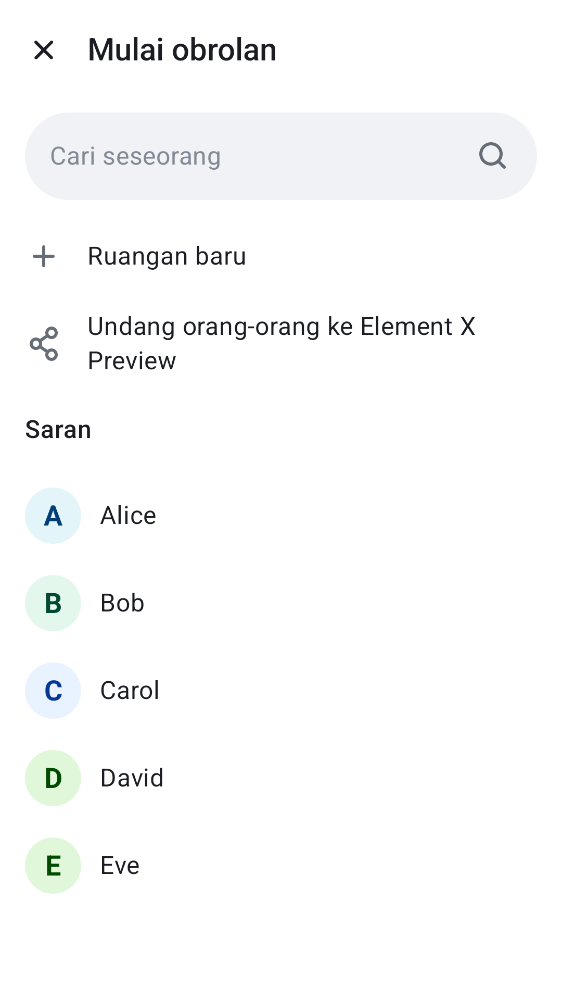 Mulai obrolan
Cari seseorang
Ruangan baru
Undang orang-orang ke Element X
Preview
Saran
A Alice
B Bob
C Carol
D David
E Eve